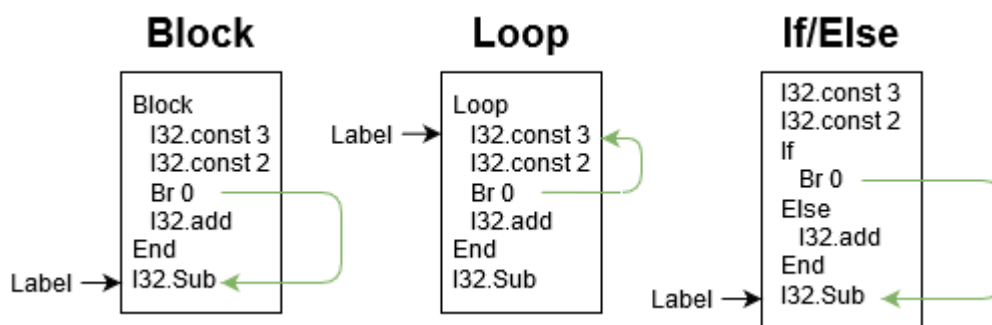 Block
Block
I32.const 3
I32.const 2
Br 0
I32.add
End
Label
I32.Sub
Loop
Loop
Label
I32.const 3
I32.const 2
Br 0
I32.add
End
I32.Sub
If/Else
I32.const 3
I32.const 2
If
Br 0
Else
I32.add
End
Label
I32.Sub